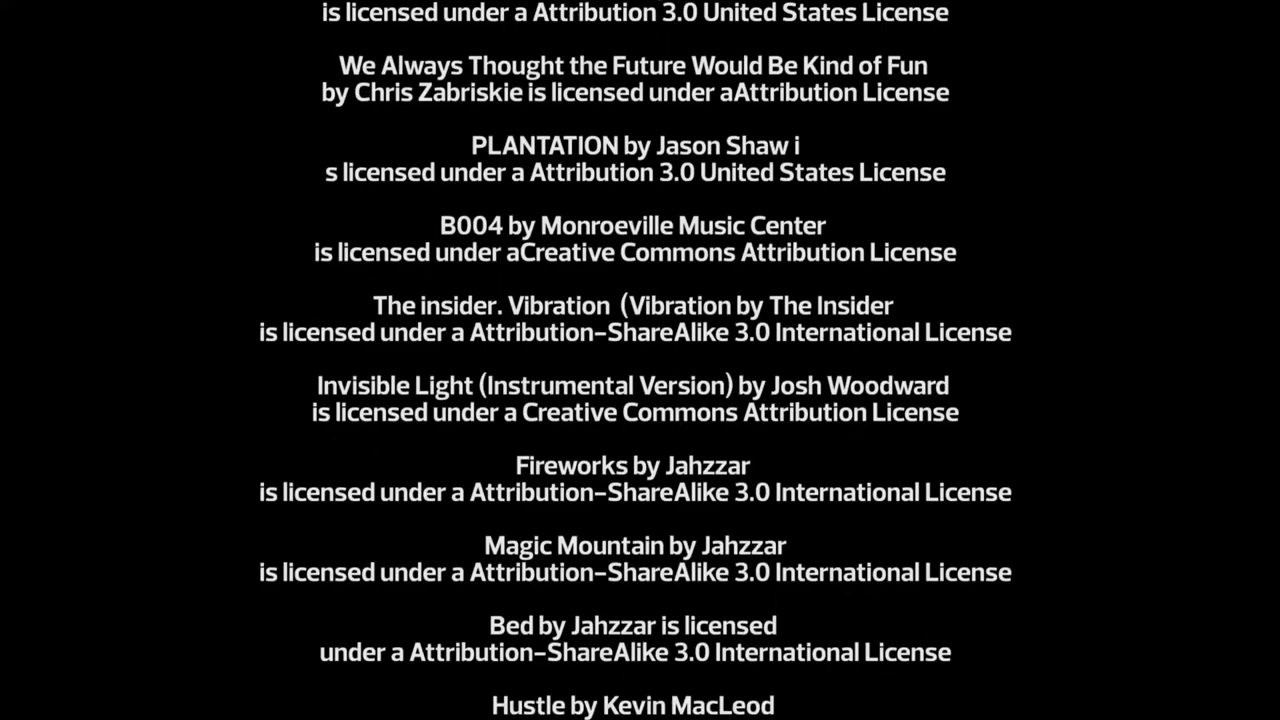 is licensed under a Attribution 3.0 United States License
We Always Thought the Future Would Be Kind of Fun
by Chris Zabriskie is licensed under aAttribution License
PLANTATION by Jason Shaw i
s licensed under a Attribution 3.0 United States License
B004 by Monroeville Music Center
is licensed under aCreative Commons Attribution License
The insider. Vibration  (Vibration by The Insider
is licensed under a Attribution-ShareAlike 3.0 International License
Invisible Light (Instrumental Version) by Josh Woodward
is licensed under a Creative Commons Attribution License
Fireworks by Jahzzar
is licensed under a Attribution-ShareAlike 3.0 International License
Magic Mountain by Jahzzar
is licensed under a Attribution-ShareAlike 3.0 International License
Bed by Jahzzar is licensed
under a Attribution-ShareAlike 3.0 International License
Hustle by Kevin MacLeod